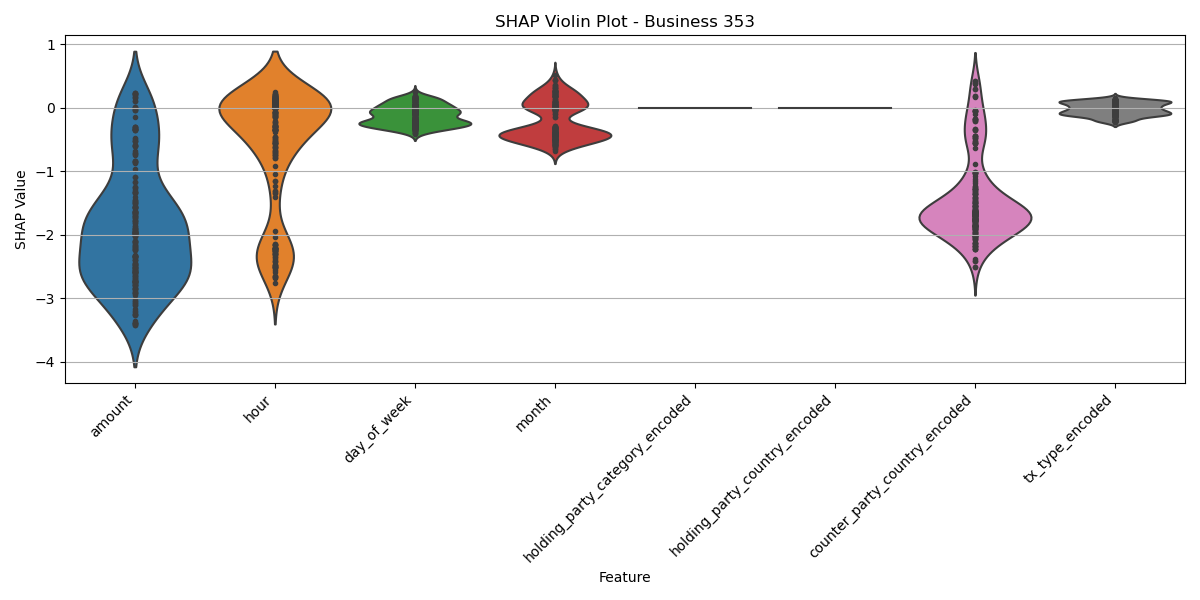 SHAP Violin Plot - Business 353
SHAP Value
1
0
−1
−2
−3
−4
amount
hour
day_of_week
month
holding_party_category_encoded
holding_party_country_encoded
counter_party_country_encoded
tx_type_encoded
Feature